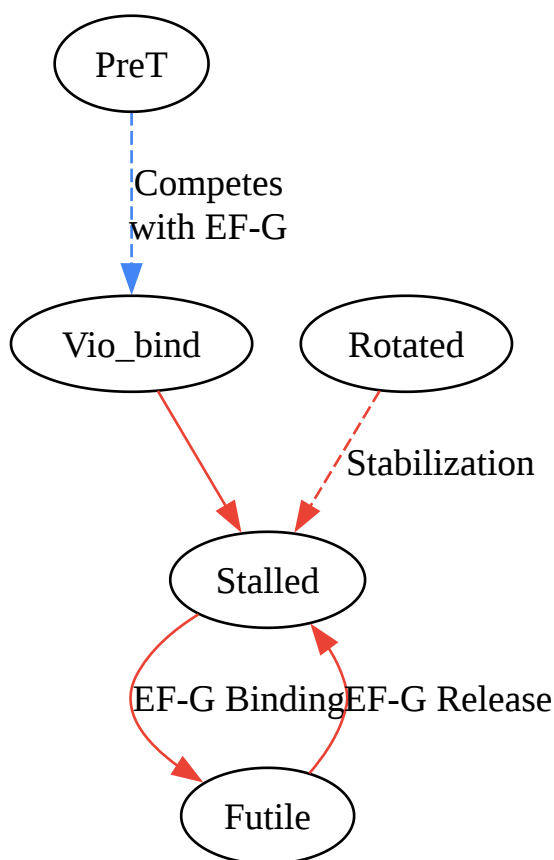 PreT
Competes
with EF-G
Vio_bind
Rotated
Stabilization
Stalled
EF-G Binding
EF-G Release
Futile